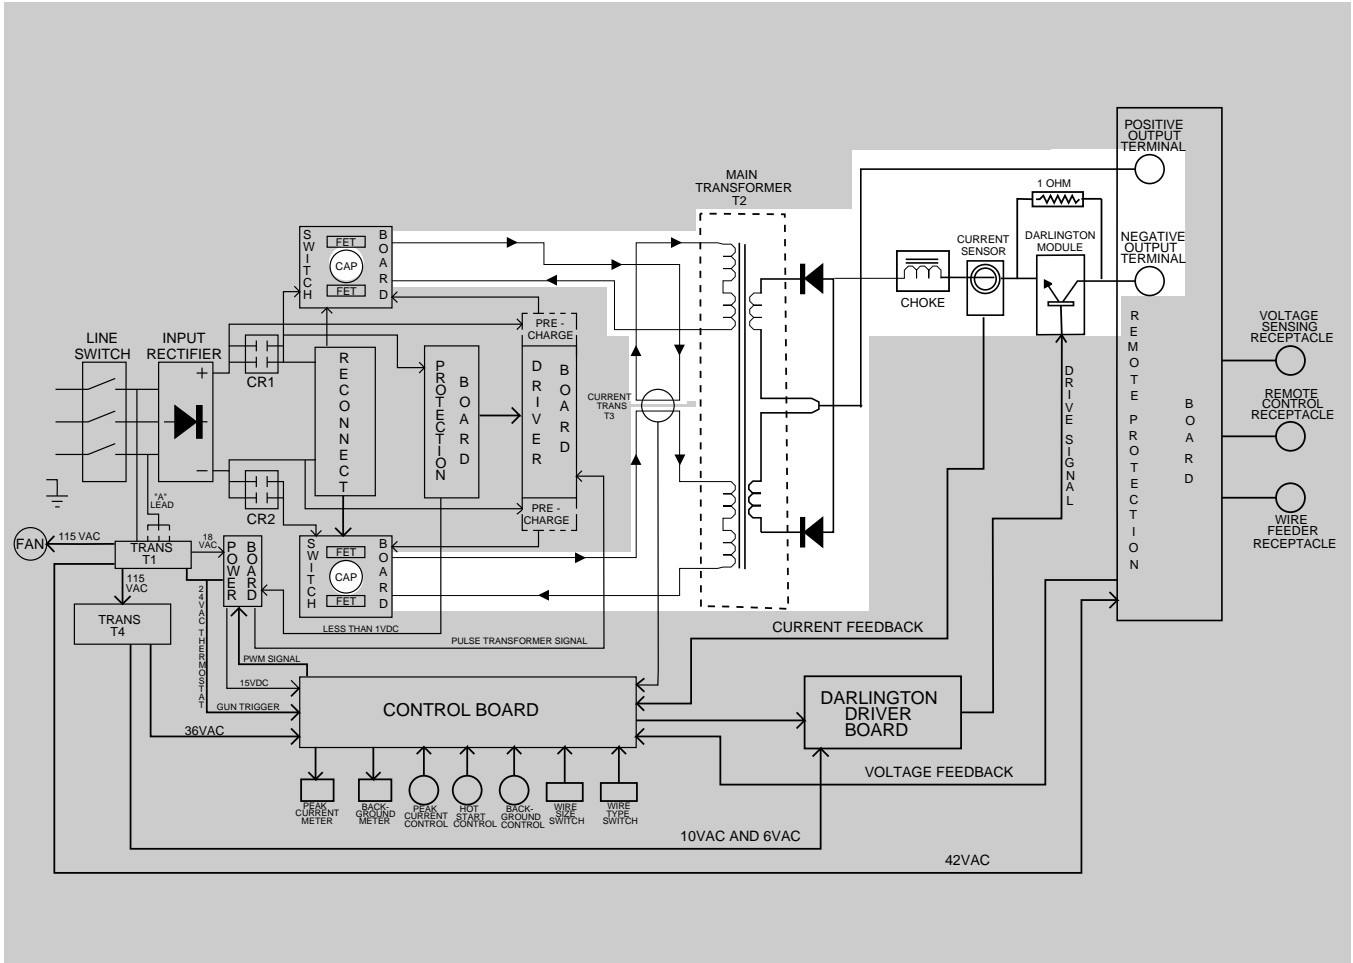 POSITIVE
OUTPUT
TERMINAL
MAIN
TRANSFORMER
T2
1 OHM
CURRENT
SENSOR
DARLINGTON
MODULE
NEGATIVE
OUTPUT
TERMINAL
CHOKE
SWITCH
BOARD
FET
CAP
FET
PRE -
CHARGE
LINE
SWITCH
INPUT
RECTIFIER
+
−
CR1
CR2
RECONNECT
PROTECTION
BOARD
DRIVER
BOARD
PRE -
CHARGE
CURRENT
TRANS
T3
REMOTE PROTECTION
BOARD
VOLTAGE
SENSING
RECEPTACLE
REMOTE
CONTROL
RECEPTACLE
WIRE
FEEDER
RECEPTACLE
DRIVE SIGNAL
"A"
LEAD
FAN
115 VAC
TRANS
T1
18
VAC
POWER
BOARD
SWITCH
BOARD
FET
CAP
FET
115
VAC
TRANS
T4
24VAC THERMOSTAT
LESS THAN 1VDC
PULSE TRANSFORMER SIGNAL
CURRENT FEEDBACK
PWM SIGNAL
15VDC
GUN TRIGGER
36VAC
CONTROL BOARD
DARLINGTON
DRIVER
BOARD
VOLTAGE FEEDBACK
PEAK
CURRENT
METER
BACK-
GROUND
METER
PEAK
CURRENT
CONTROL
HOT
START
CONTROL
BACK-
GROUND
CONTROL
WIRE
SIZE
SWITCH
WIRE
TYPE
SWITCH
10VAC AND 6VAC
42VAC